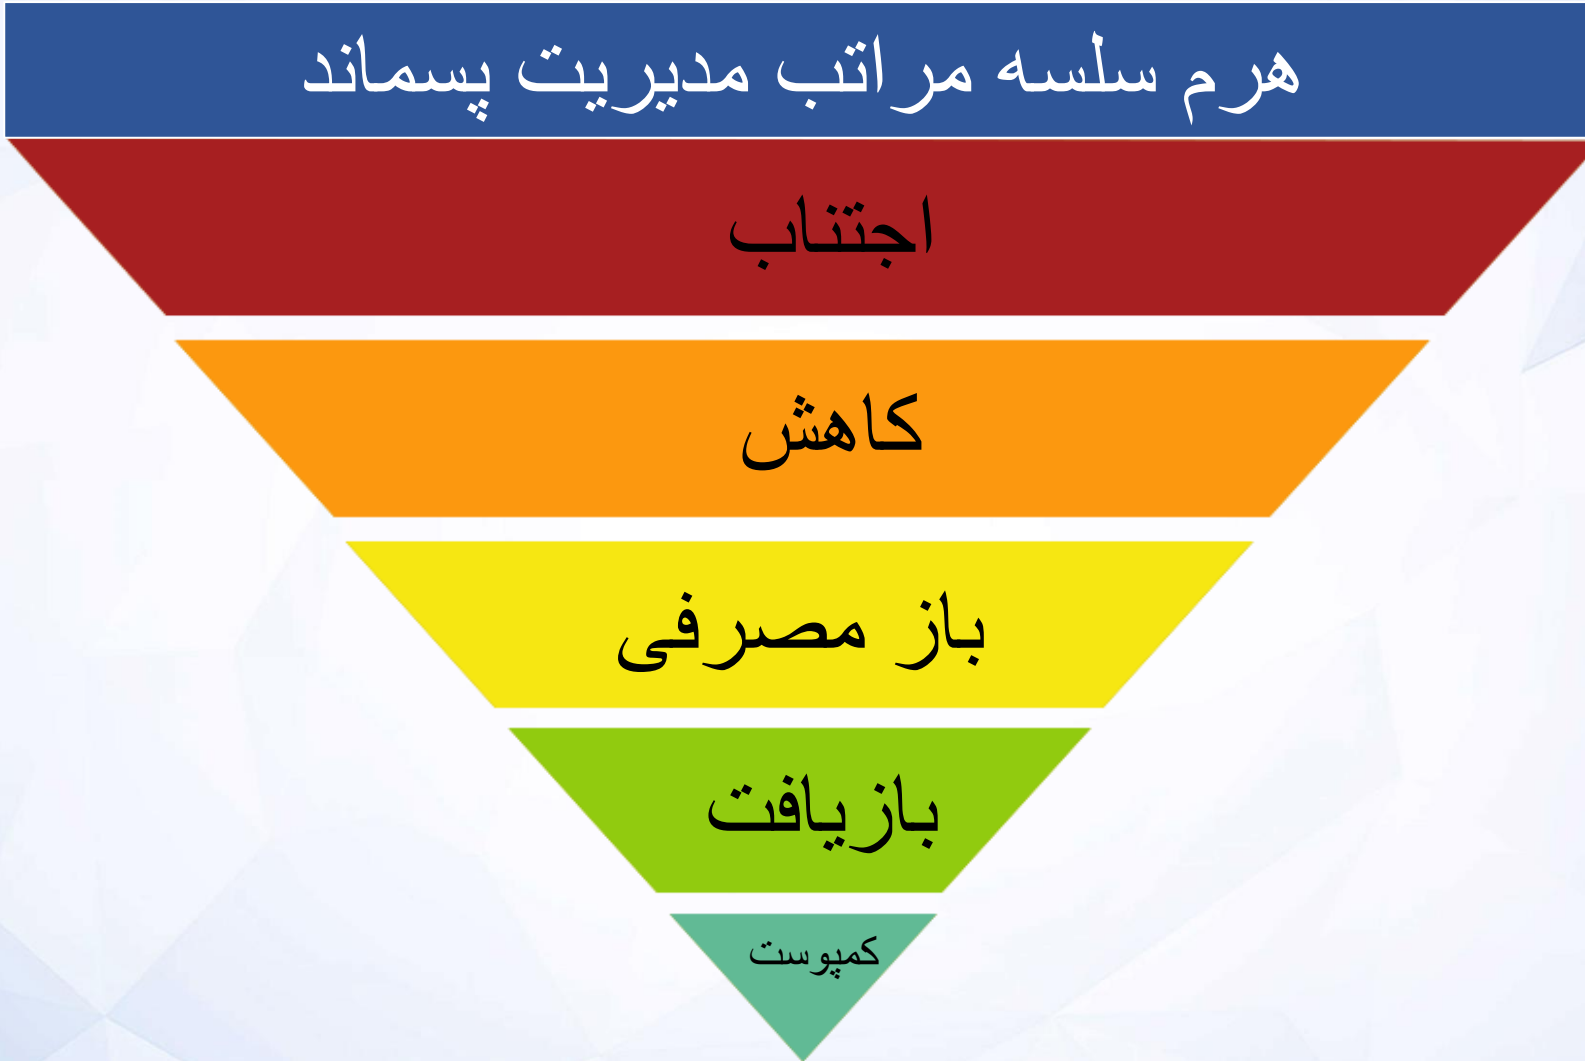 هرم سلسه مراتب مدیریت پسماند
اجتناب
کاهش
باز مصرفی
بازیافت
کمپوست